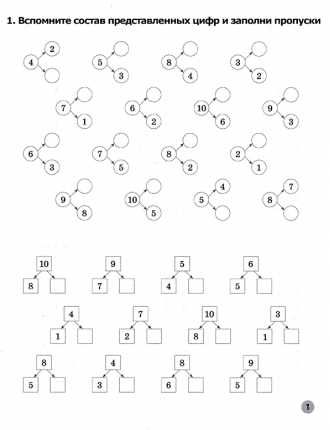 1. Вспомните состав представленных цифр и заполни пропуски
2
4 5 8 3
3 4 2
7 6 10 9
1 2 6 3
6 7 8 2
3 5 2 1
4 7
9 10 5 8
8 5
10 9 5 6
8 7 4 5
4 7 10 3
1 2 8 1
8 4 8 9
5 3 6 5
1